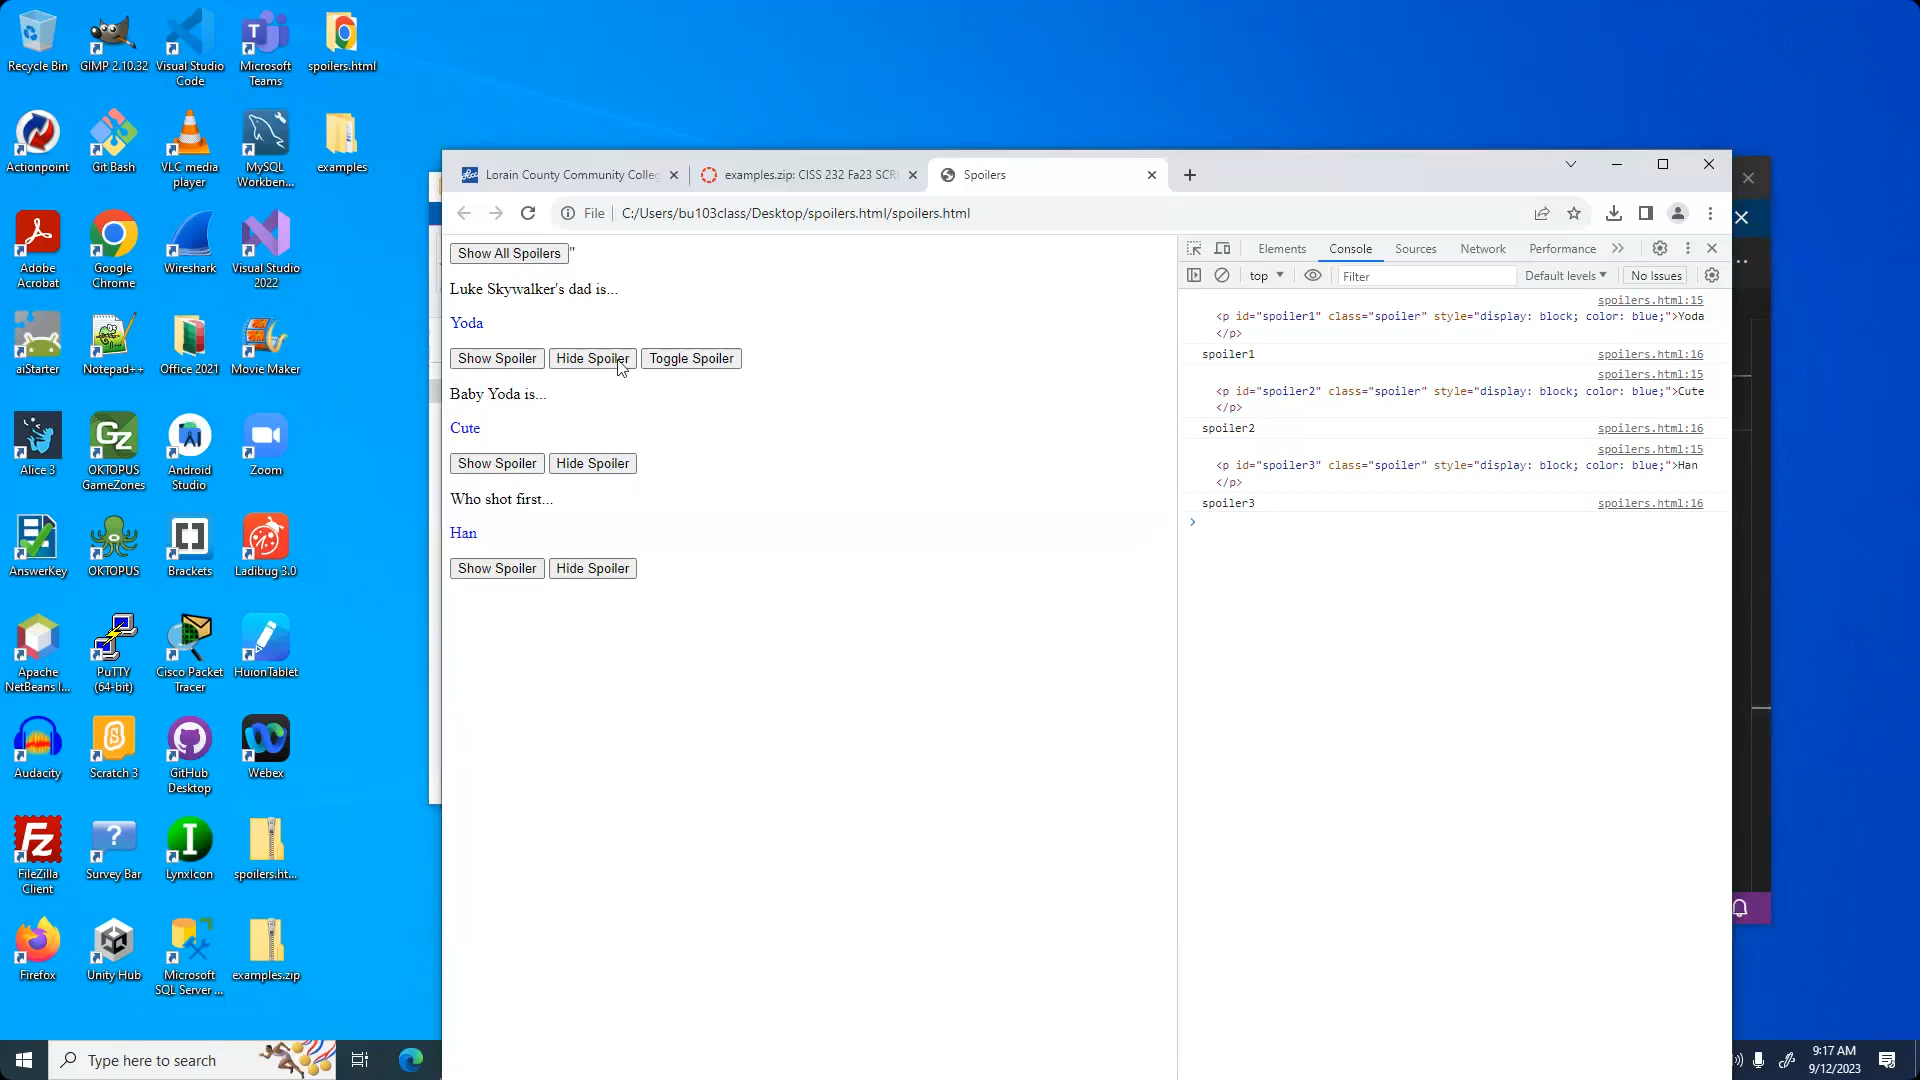 Recycle Bin
GIMP 2.10.32
Visual Studio
Code
Microsoft
Teams
spoilers.html
Actionpoint
Git Bash
VLC media
player
MySQL
Workben...
examples
Adobe
Acrobat
Google
Chrome
Wireshark
Visual Studio
2022
aiStarter
Notepad++
Office 2021
Movie Maker
Alice 3
OKTOPUS
GameZones
Android
Studio
Zoom
AnswerKey
OKTOPUS
Brackets
Ladibug 3.0
Apache
NetBeans I...
PuTTY
(64-bit)
Cisco Packet
Tracer
HuionTablet
Audacity
Scratch 3
GitHub
Desktop
Webex
FileZilla
Client
Survey Bar
LynxIcon
spoilers.ht...
Firefox
Unity Hub
Microsoft
SQL Server ...
examples.zip
Lorain County Community Colleg
examples.zip: CISS 232 Fa23 SCRI
Spoilers
File
C:/Users/bu103class/Desktop/spoilers.html/spoilers.html
Show All Spoilers "
Luke Skywalker's dad is...
Yoda
Show Spoiler Hide Spoiler Toggle Spoiler
Baby Yoda is...
Cute
Show Spoiler Hide Spoiler
Who shot first...
Han
Show Spoiler Hide Spoiler
Elements Console Sources Network Performance
top Filter Default levels No Issues
spoilers.html:15
<p id="spoiler1" class="spoiler" style="display: block; color: blue;">Yoda
</p>
spoiler1 spoilers.html:16
spoilers.html:15
<p id="spoiler2" class="spoiler" style="display: block; color: blue;">Cute
</p>
spoiler2 spoilers.html:16
spoilers.html:15
<p id="spoiler3" class="spoiler" style="display: block; color: blue;">Han
</p>
spoiler3 spoilers.html:16
Type here to search
9:17 AM
9/12/2023